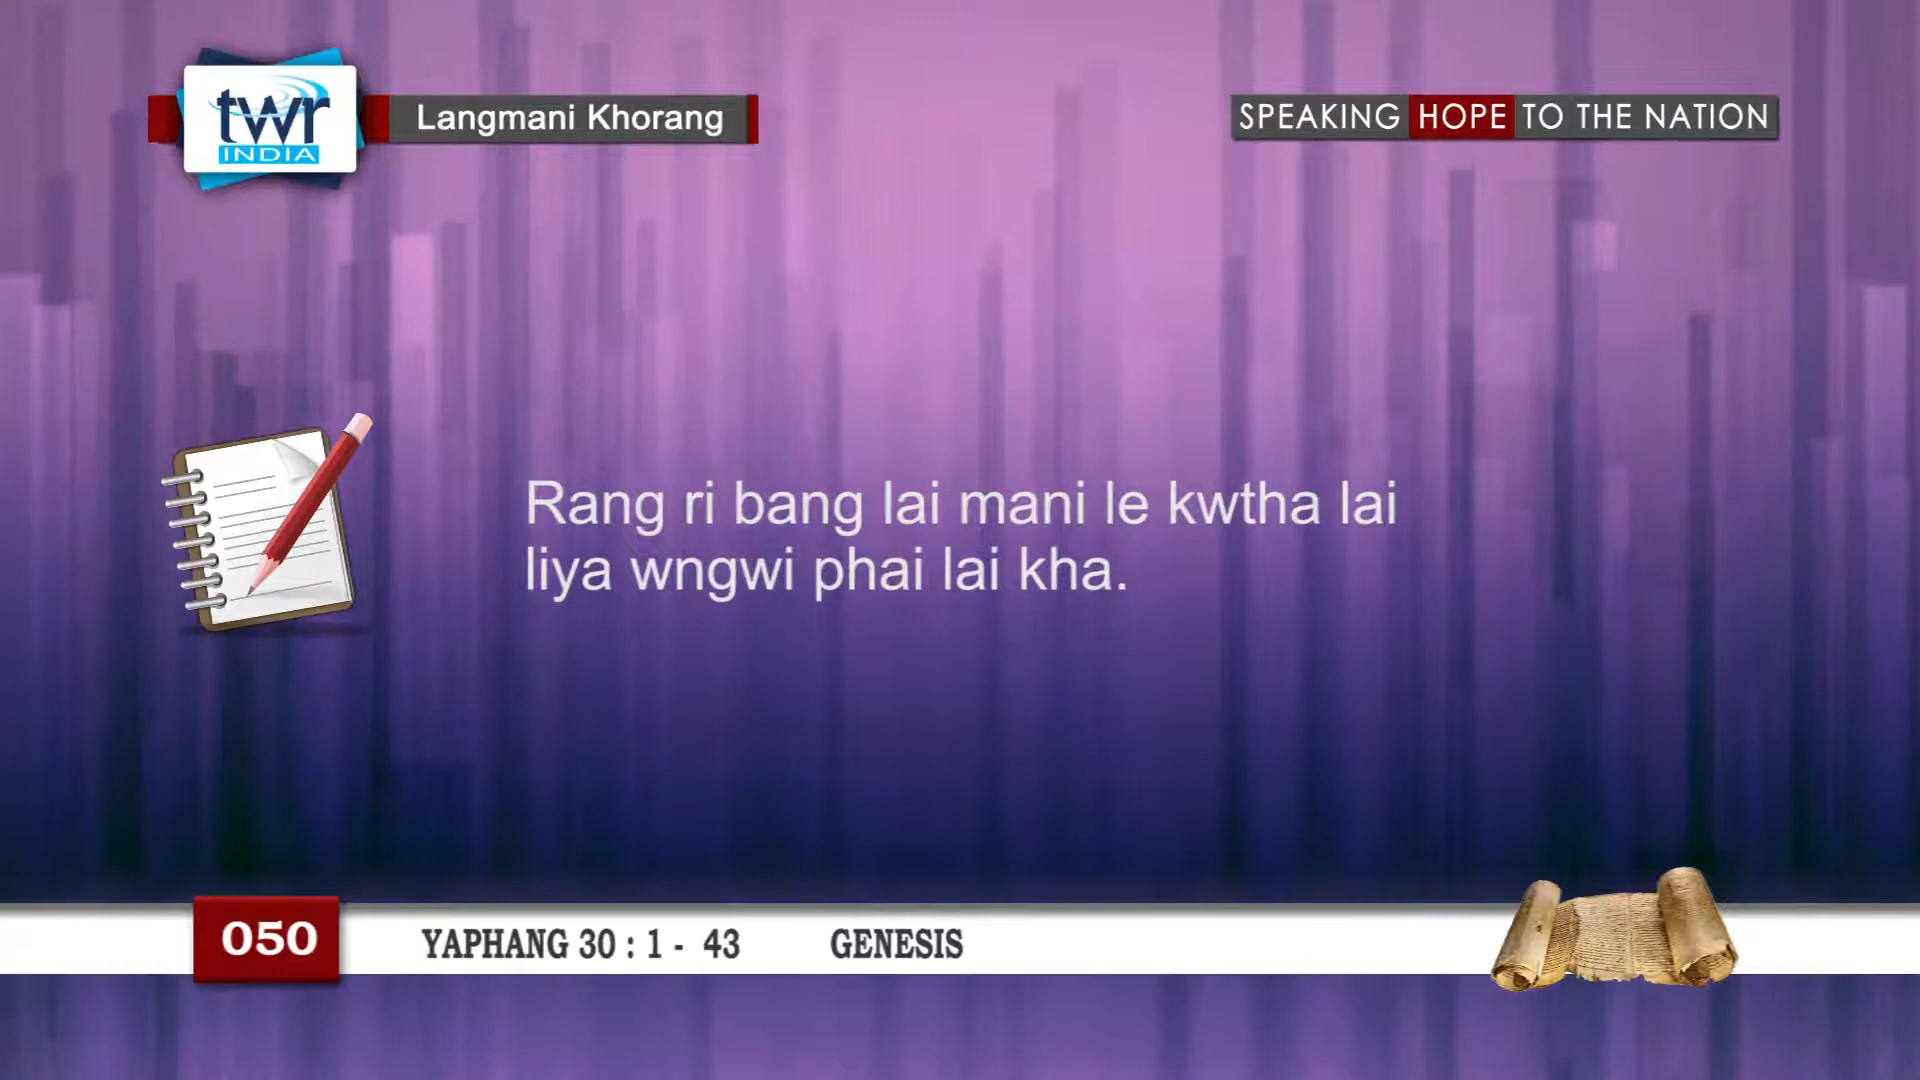 twr
INDIA
Langmani Khorang
SPEAKING HOPE TO THE NATION
Rang ri bang lai mani le kwtha lai
liya wngwi phai lai kha.
050
YAPHANG 30 : 1 - 43
GENESIS